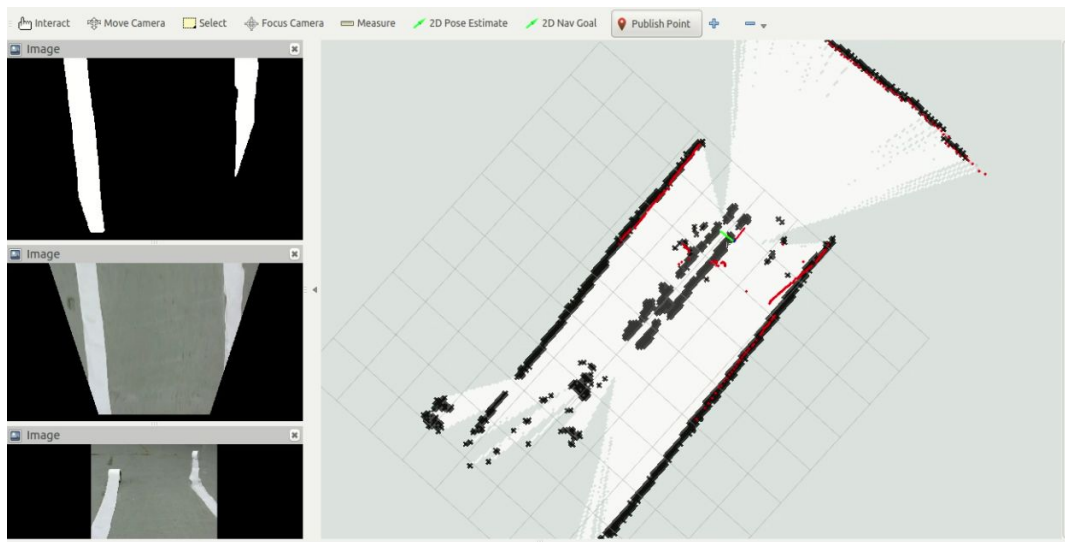 Interact Move Camera Select Focus Camera Measure 2D Pose Estimate 2D Nav Goal Publish Point
Image
Image
Image